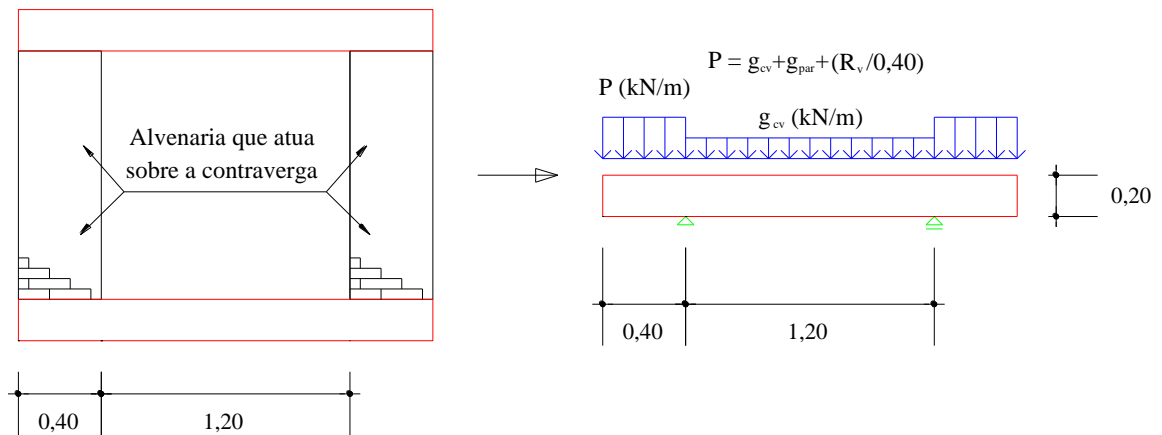 Alvenaria que atua
sobre a contraverga
0,40
1,20
P = gcv+gpar+(Rv/0,40)
P (kN/m)
gcv (kN/m)
0,20
0,40
1,20